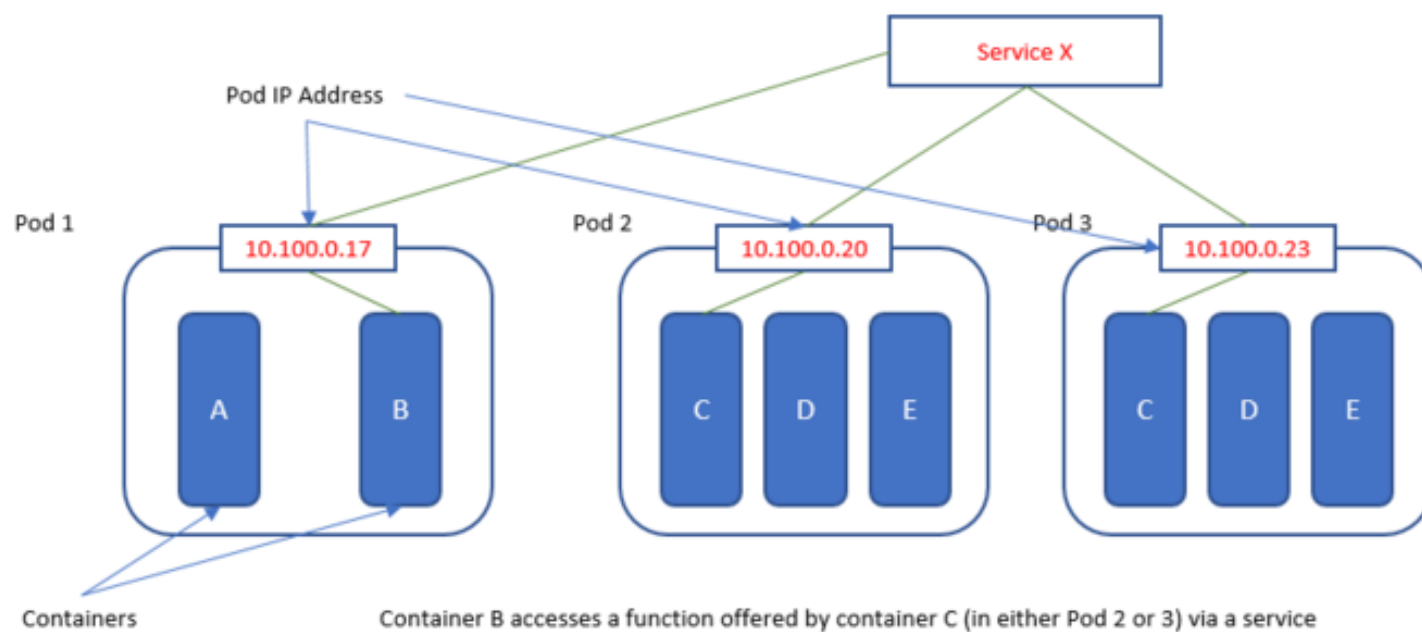 Service X
Pod IP Address
Pod 1
Pod 2
Pod 3
10.100.0.17
10.100.0.20
10.100.0.23
A
B
C
D
E
C
D
E
Containers
Container B accesses a function offered by container C (in either Pod 2 or 3) via a service